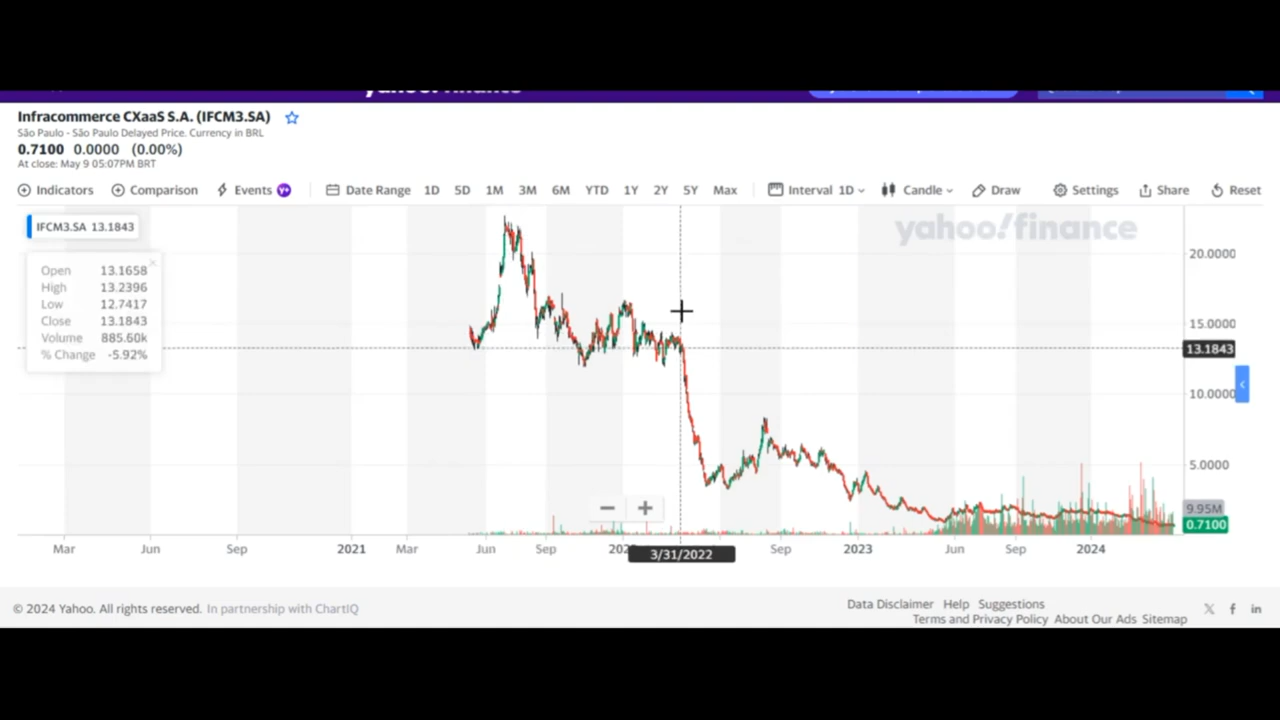 Infracommerce CXaaS S.A. (IFCM3.SA)
São Paulo - São Paulo Delayed Price. Currency in BRL
0.7100 0.0000 (0.00%)
At close: May 9 05:07PM BRT
Indicators Comparison Events Y+ Date Range 1D 5D 1M 3M 6M YTD 1Y 2Y 5Y Max Interval 1D Candle Draw Settings Share Reset
IFCM3.SA 13.1843
yahoo!finance
Open 13.1658
High 13.2396
Low 12.7417
Close 13.1843
Volume 885.60k
% Change -5.92%
20.0000
15.0000
13.1843
10.0000
5.0000
9.95M
0.7100
Mar Jun Sep 2021 Mar Jun Sep Sep 2023 Jun Sep 2024
3/31/2022
© 2024 Yahoo. All rights reserved. In partnership with ChartIQ
Data Disclaimer Help Suggestions
Terms and Privacy Policy About Our Ads Sitemap